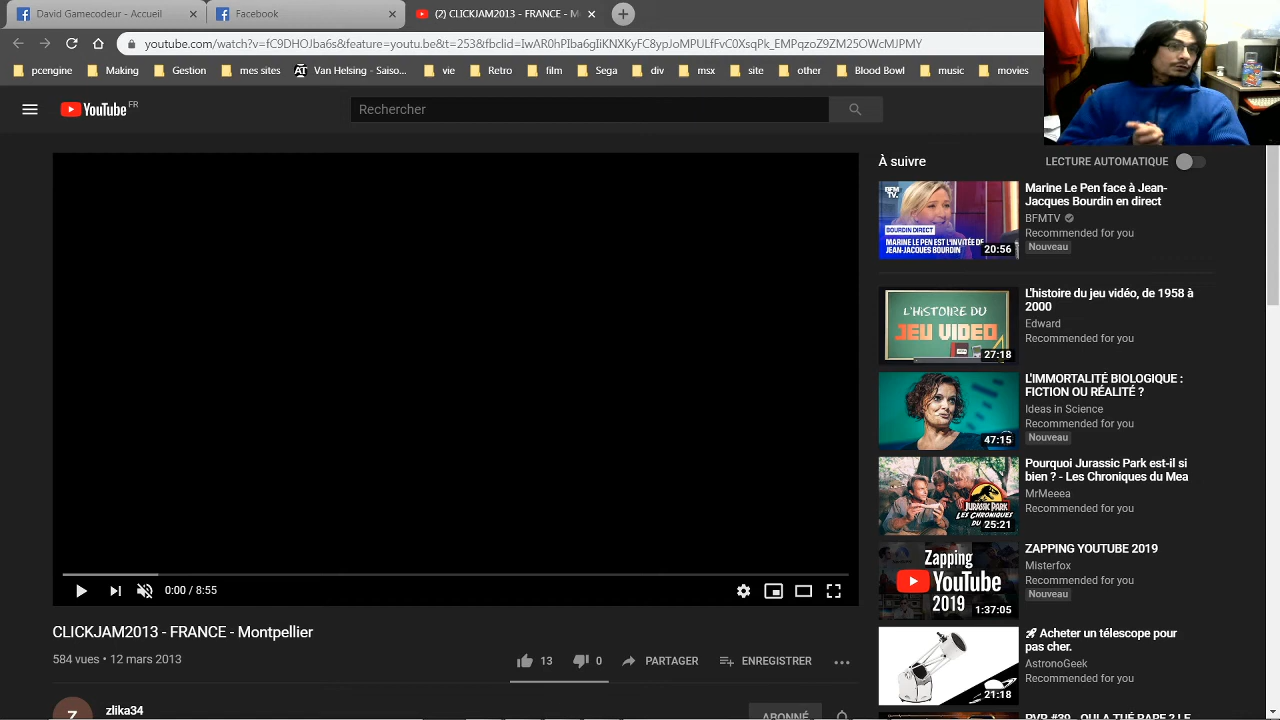 David Gamecodeur - Accueil
Facebook
(7) CLICKJAM2013 - FRANCE - M
youtube.com/watch?v=fC9DHOJba6s&feature=youtu.be&t=253&fbclid=IwAR0hPIba6gIiKNXKyFC8ypJoMPULfFvC0XsqPk_EMPqzoZ9ZM25OWcMJPMY
pcengine
Making
Gestion
mes sites
Van Helsing - Saiso...
vie
Retro
SNK
Sega
div
msx
site
other
Blood Bowl
music
movies
YouTube FR
Rechercher
À suivre
LECTURE AUTOMATIQUE
BFM TV.
BOURDIN DIRECT
MARINE LE PEN EST L'INVITÉE DE
JEAN-JACQUES BOURDIN
20:56
Marine Le Pen face à Jean-
Jacques Bourdin en direct
BFMTV
Recommended for you
Nouveau
L'HISTOIRE DU
JEU VIDEO
27:18
L'histoire du jeu vidéo, de 1958 à
2000
Edward
Recommended for you
47:15
L'IMMORTALITÉ BIOLOGIQUE :
FICTION OU RÉALITÉ ?
Ideas in Science
Recommended for you
Nouveau
JURASSIC PARK
LES CHRONIQUES
DU
25:21
Pourquoi Jurassic Park est-il si
bien ? - Les Chroniques du Mea
MrMeeea
Recommended for you
Zapping
YouTube
2019
1:37:05
ZAPPING YOUTUBE 2019
Misterfox
Recommended for you
Nouveau
21:18
🚀 Acheter un télescope pour
pas cher.
AstronoGeek
Recommended for you
0:00 / 8:55
CLICKJAM2013 - FRANCE - Montpellier
584 vues • 12 mars 2013
13
0
PARTAGER
ENREGISTRER
Z
zlika34
ABONNÉ